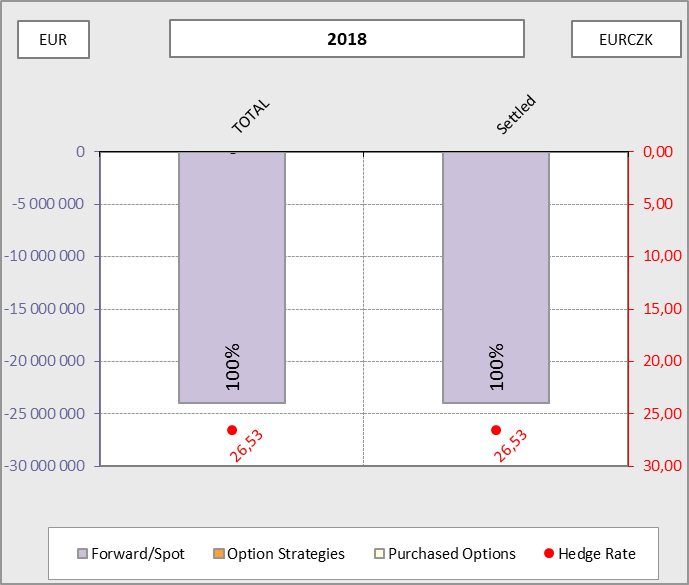 EUR
2018
EURCZK
TOTAL
Settled
0
0,00
-5 000 000
5,00
-10 000 000
10,00
-15 000 000
15,00
-20 000 000
20,00
-25 000 000
25,00
-30 000 000
30,00
100%
100%
26,53
26,53
Forward/Spot
Option Strategies
Purchased Options
Hedge Rate